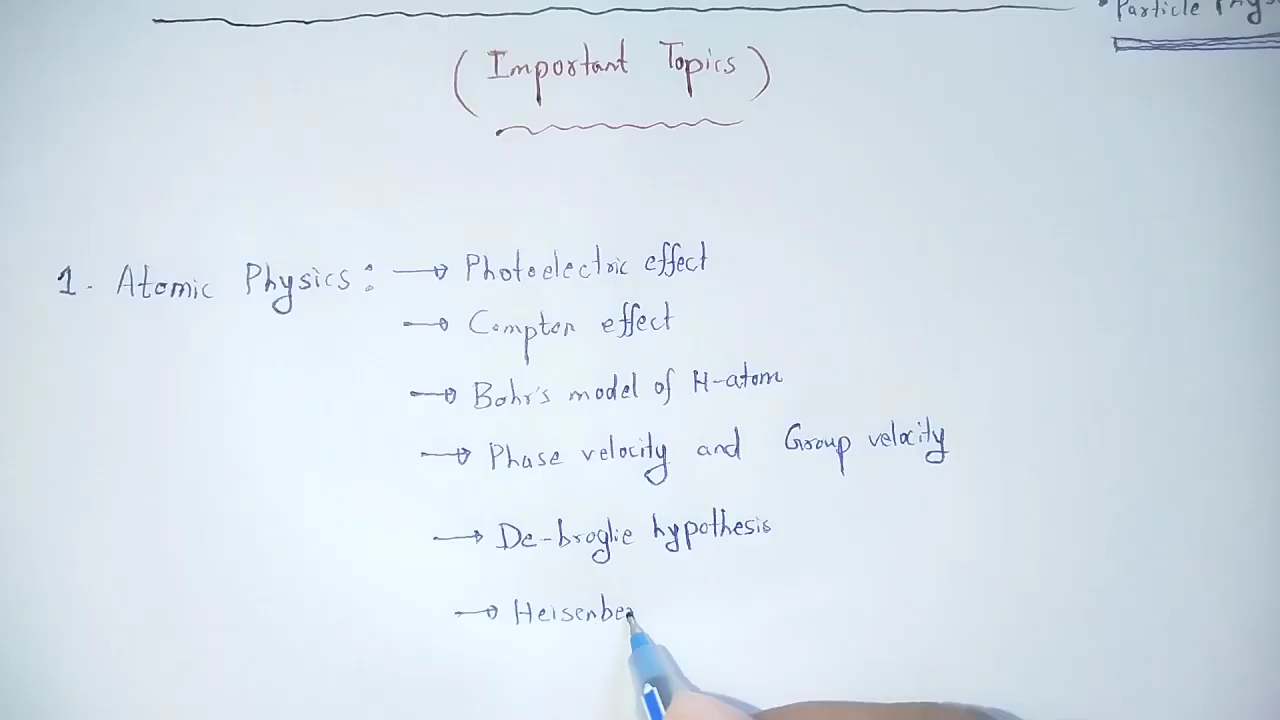 Particle
(Important Topics)
1. Atomic Physics: → Photoelectric effect
→ Compton effect
→ Bohr's model of H-atom
→ Phase velocity and Group velocity
→ De-broglie hypothesis
→ Heisenbe